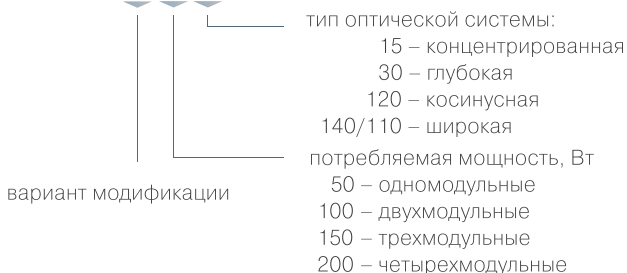 тип оптической системы:
15 – концентрированная
30 – глубокая
120 – косинусная
140/110 – широкая
потребляемая мощность, Вт
50 – одномодульные
100 – двухмодульные
150 – трехмодульные
200 – четырехмодульные
вариант модификации